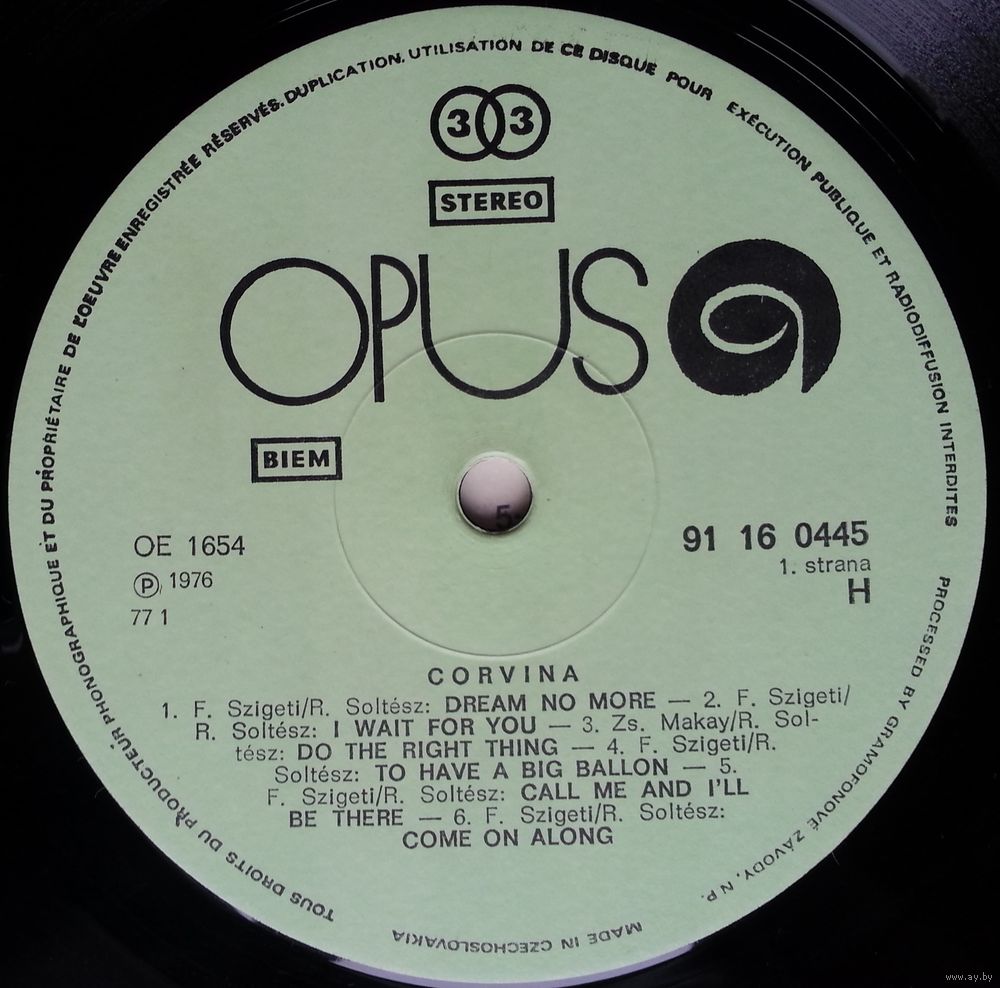 TOUS DROITS DU PRODUCTEUR PHONOGRAPHIQUE ET DU PROPRIÉTAIRE DE L'OEUVRE ENREGISTRÉE RÉSERVÉS. DUPLICATION, UTILISATION DE CE DISQUE POUR EXÉCUTION PUBLIQUE ET RADIODIFFUSION INTERDITES
33
STEREO
OPUS
BIEM
5
OE 1654
℗ 1976
77 1
91 16 0445
1. strana
H
CORVINA
1. F. Szigeti/R. Soltész: DREAM NO MORE — 2. F. Szigeti/
R. Soltész: I WAIT FOR YOU — 3. Zs. Makay/R. Sol-
tész: DO THE RIGHT THING — 4. F. Szigeti/R.
Soltész: TO HAVE A BIG BALLON — 5.
F. Szigeti/R. Soltész: CALL ME AND I'LL
BE THERE — 6. F. Szigeti/R. Soltész:
COME ON ALONG
PROCESSED BY GRAMOFONOVÉ ZÁVODY, N.P.
MADE IN CZECHOSLOVAKIA
www.ay.by